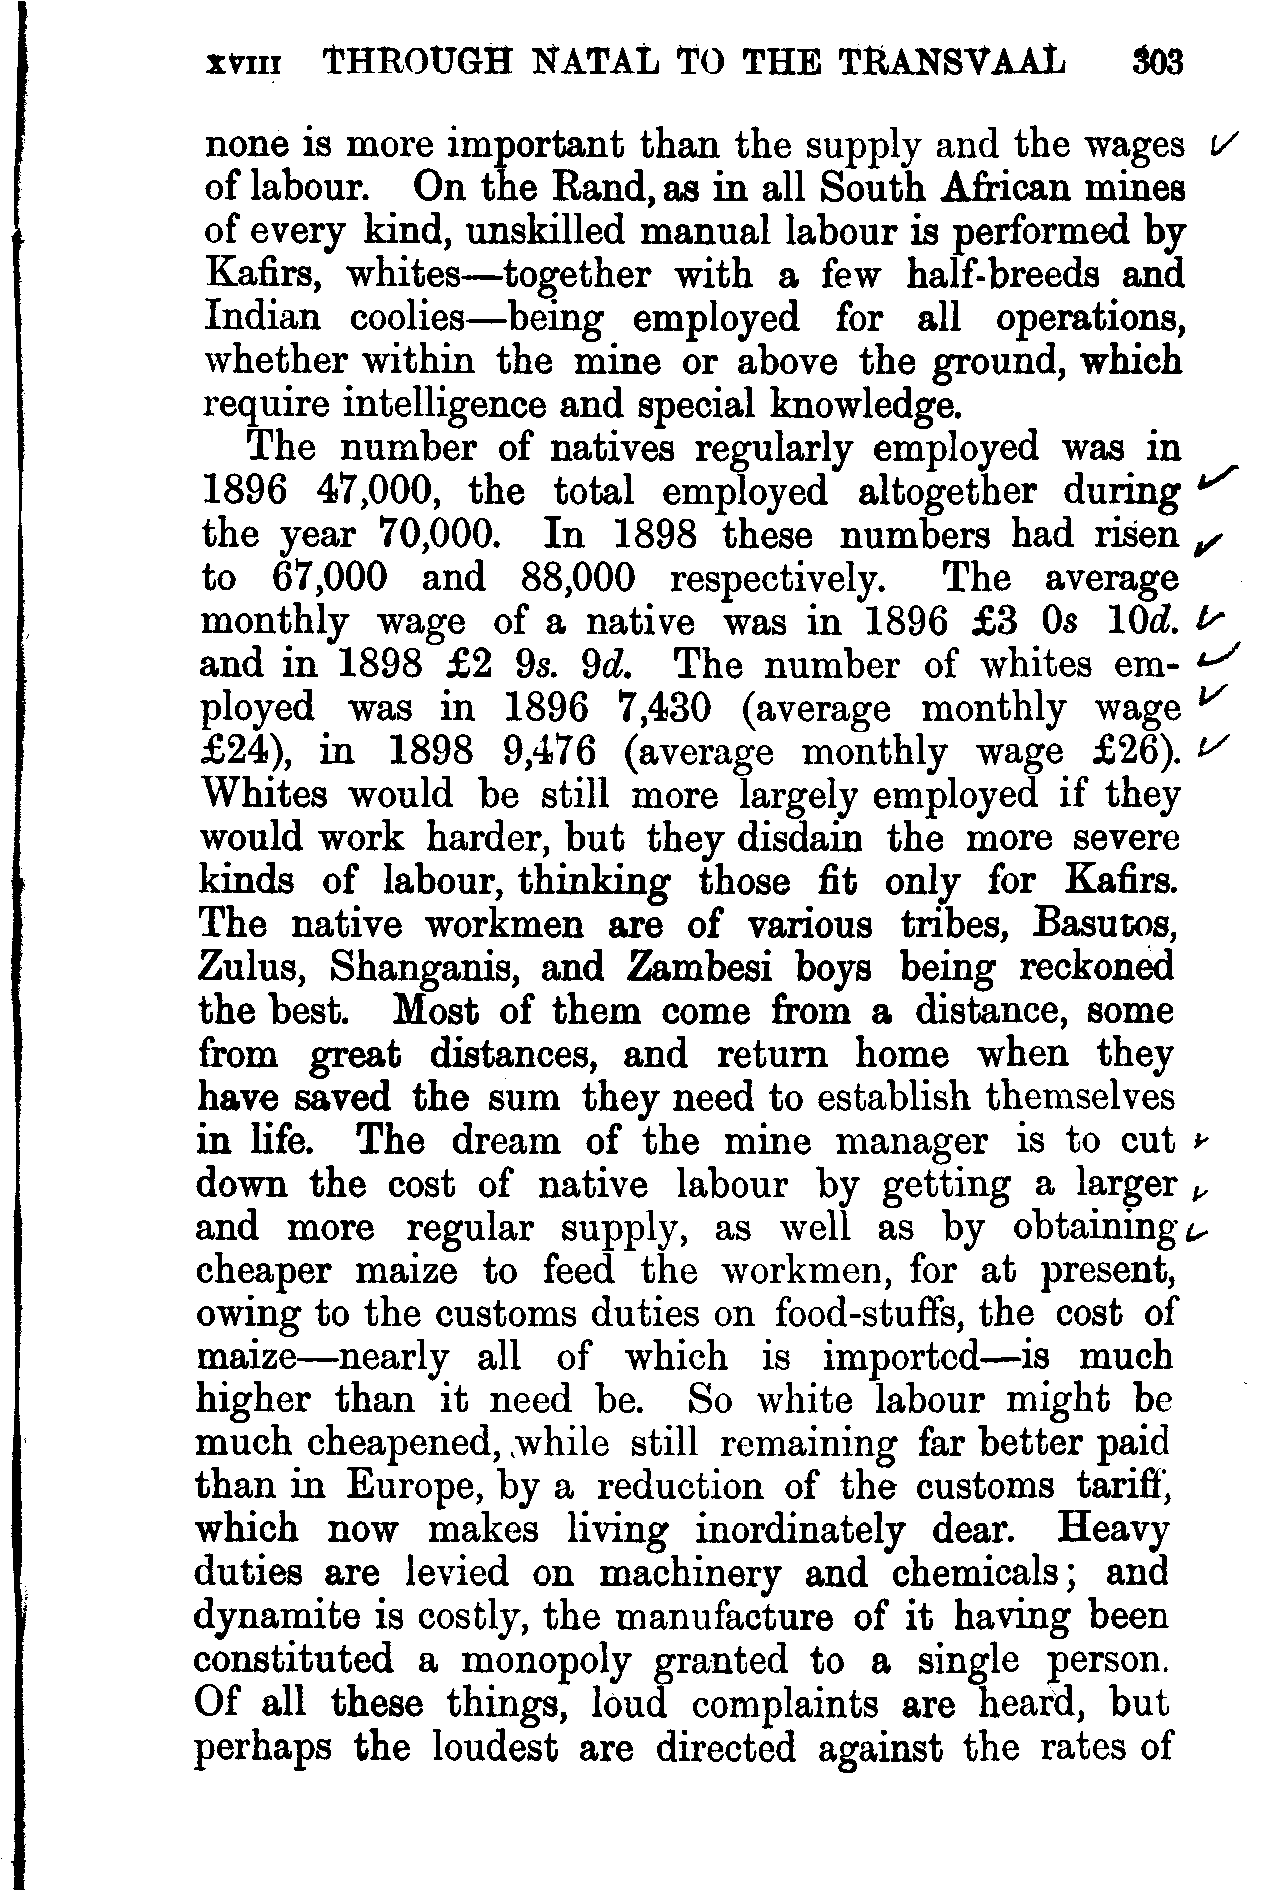 XVIII THROUGH NATAL TO THE TRANSVAAL 303
none is more important than the supply and the wages
of labour. On the Rand, as in all South African mines
of every kind, unskilled manual labour is performed by
Kafirs, whites—together with a few half-breeds and
Indian coolies—being employed for all operations,
whether within the mine or above the ground, which
require intelligence and special knowledge.
The number of natives regularly employed was in
1896 47,000, the total employed altogether during
the year 70,000. In 1898 these numbers had risen
to 67,000 and 88,000 respectively. The average
monthly wage of a native was in 1896 £3 0s 10d.
and in 1898 £2 9s. 9d. The number of whites em-
ployed was in 1896 7,430 (average monthly wage
£24), in 1898 9,476 (average monthly wage £26).
Whites would be still more largely employed if they
would work harder, but they disdain the more severe
kinds of labour, thinking those fit only for Kafirs.
The native workmen are of various tribes, Basutos,
Zulus, Shanganis, and Zambesi boys being reckoned
the best. Most of them come from a distance, some
from great distances, and return home when they
have saved the sum they need to establish themselves
in life. The dream of the mine manager is to cut
down the cost of native labour by getting a larger
and more regular supply, as well as by obtaining
cheaper maize to feed the workmen, for at present,
owing to the customs duties on food-stuffs, the cost of
maize—nearly all of which is imported—is much
higher than it need be. So white labour might be
much cheapened, while still remaining far better paid
than in Europe, by a reduction of the customs tariff,
which now makes living inordinately dear. Heavy
duties are levied on machinery and chemicals; and
dynamite is costly, the manufacture of it having been
constituted a monopoly granted to a single person.
Of all these things, loud complaints are heard, but
perhaps the loudest are directed against the rates of